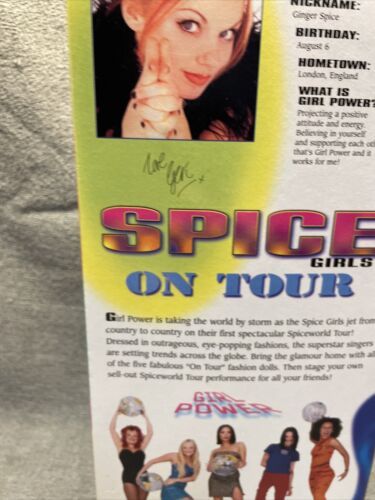 NICKNAME:
Ginger Spice
BIRTHDAY:
August 6
HOMETOWN:
London, England
WHAT IS
GIRL POWER?
Projecting a positive
attitude and energy.
Believing in yourself
and supporting each
that's Girl Power and it
works for me!
love Geri x
SPICE
GIRLS
ON TOUR
Girl Power is taking the world by storm as the Spice Girls jet from
country to country on their first spectacular Spiceworld Tour!
Dressed in outrageous, eye-popping fashions, the superstar singers
are setting trends across the globe. Bring the glamour home with
of the five fabulous "On Tour" fashion dolls. Then stage your own
sell-out Spiceworld Tour performance for all your friends!
GIRL
POWER